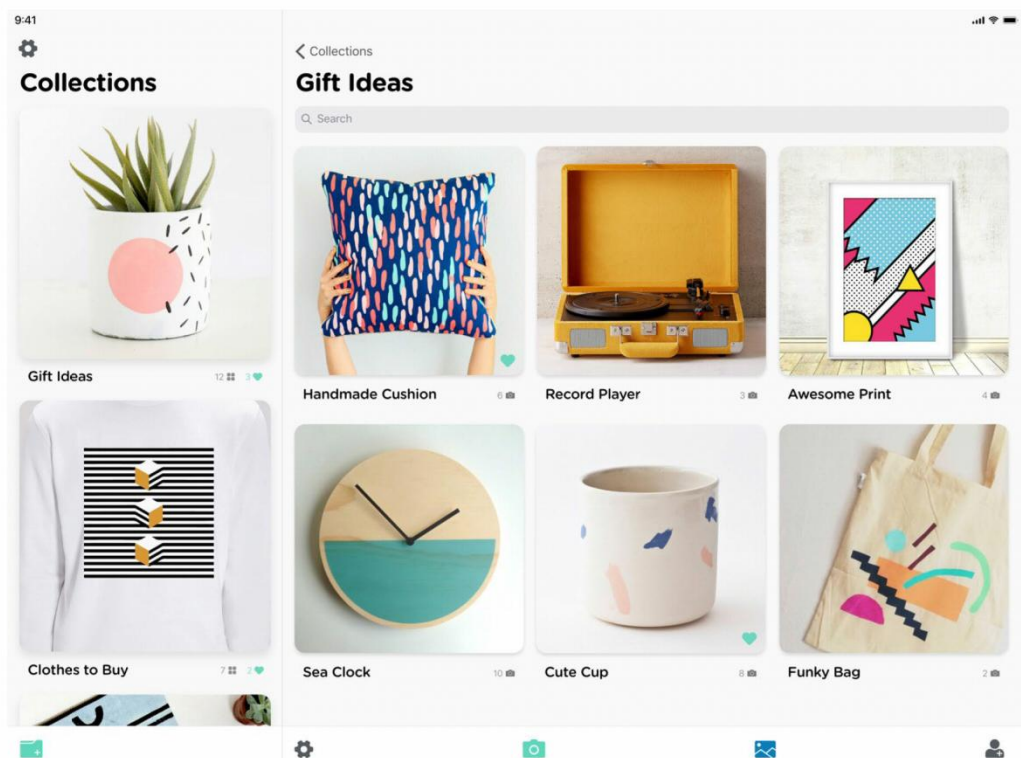 9:41
Collections
Gift Ideas
12 3
Clothes to Buy
7 2
Collections
Gift Ideas
Search
Handmade Cushion
6
Record Player
3
Awesome Print
4
Sea Clock
10
Cute Cup
8
Funky Bag
2